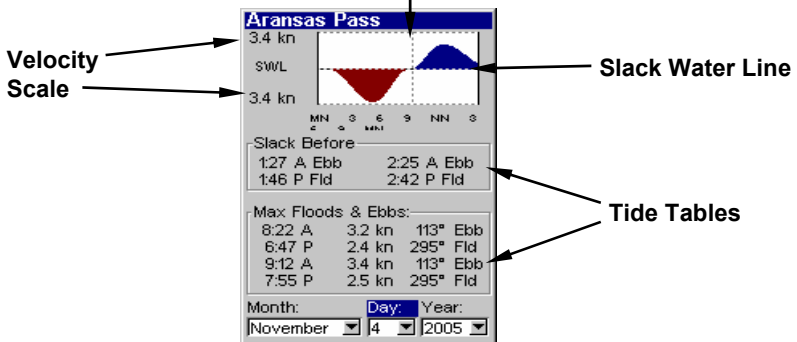 Aransas Pass
3.4 kn
Velocity
Scale
SWL
Slack Water Line
3.4 kn
MN 3 6 9 NN 3
6 9 MN
Slack Before
1:27 A Ebb 2:25 A Ebb
1:46 P Fld 2:42 P Fld
Tide Tables
Max Floods & Ebbs:
8:22 A 3.2 kn 113° Ebb
6:47 P 2.4 kn 295° Fld
9:12 A 3.4 kn 113° Ebb
7:55 P 2.5 kn 295° Fld
Month: Day: Year:
November 4 2005